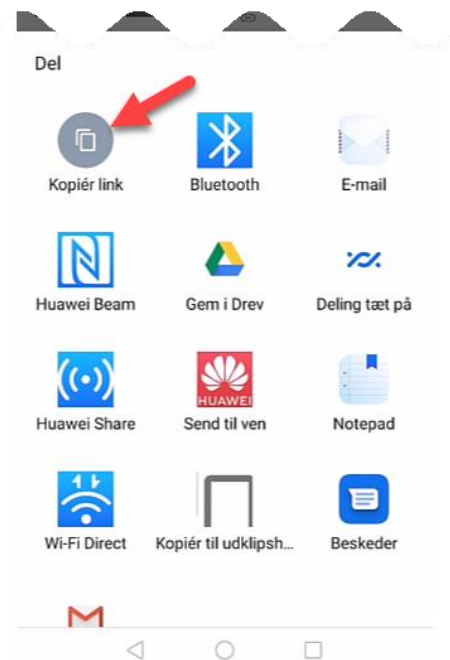 Del
Kopiér link
Bluetooth
E-mail
Huawei Beam
Gem i Drev
Deling tæt på
HUAWEI
Huawei Share
Send til ven
Notepad
Wi-Fi Direct
Kopiér til udklipsh...
Beskeder